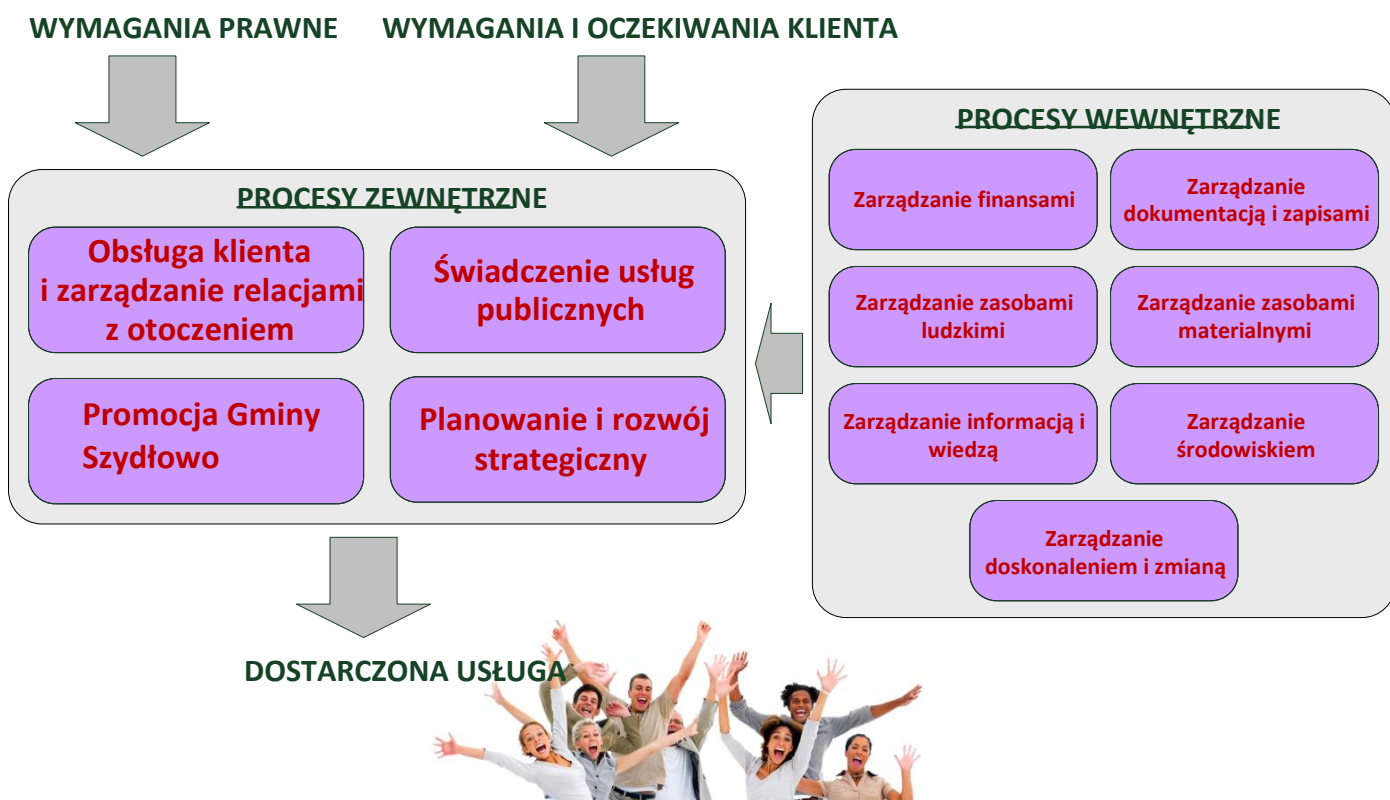 WYMAGANIA PRAWNE
WYMAGANIA I OCZEKIWANIA KLIENTA
PROCESY ZEWNĘTRZNE
Obsługa klienta
i zarządzanie relacjami
z otoczeniem
Świadczenie usług
publicznych
Promocja Gminy
Szydłowo
Planowanie i rozwój
strategiczny
PROCESY WEWNĘTRZNE
Zarządzanie finansami
Zarządzanie
dokumentacją i zapisami
Zarządzanie zasobami
ludzkimi
Zarządzanie zasobami
materialnymi
Zarządzanie informacją i
wiedzą
Zarządzanie
środowiskiem
Zarządzanie
doskonaleniem i zmianą
DOSTARCZONA USŁUGA